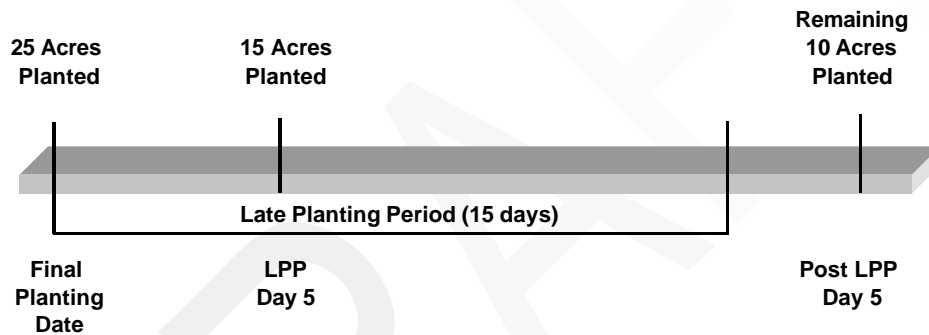 25 Acres
Planted
15 Acres
Planted
Remaining
10 Acres
Planted
Late Planting Period (15 days)
Final
Planting
Date
LPP
Day 5
Post LPP
Day 5